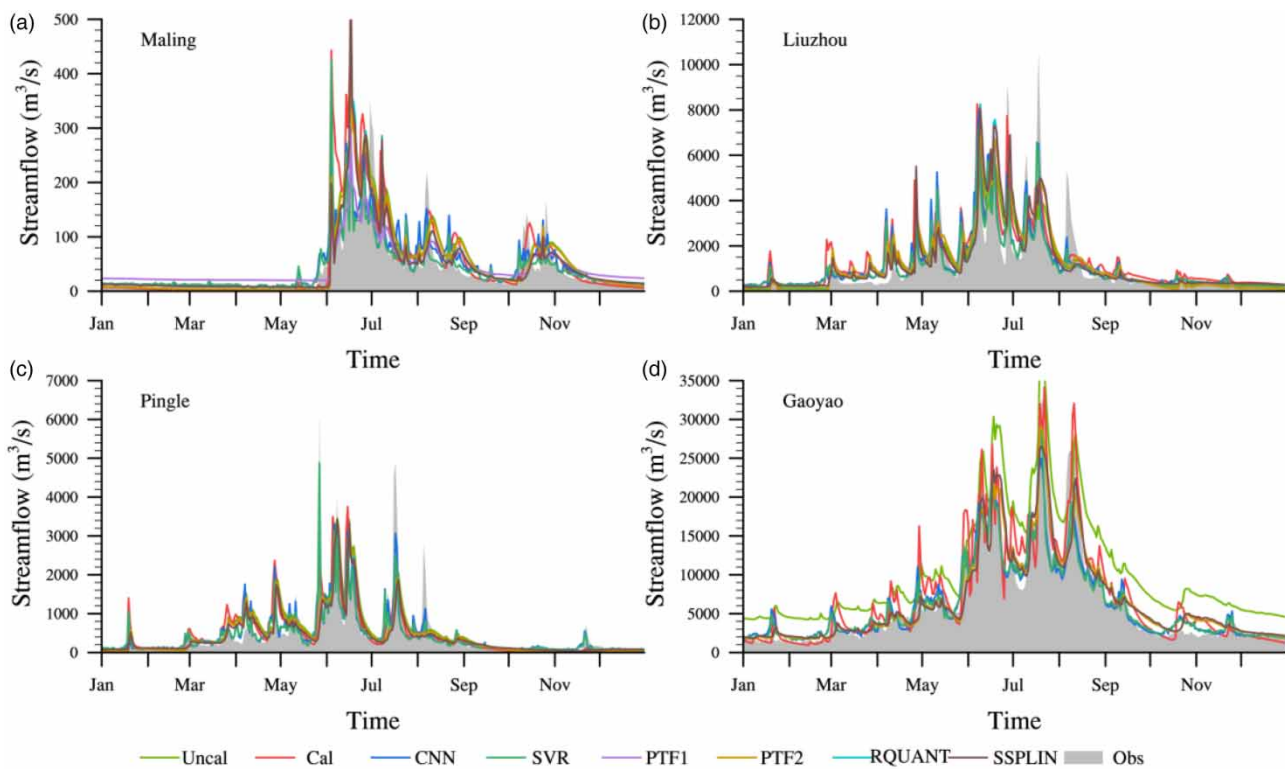 (a)
Maling
Streamflow (m³/s)
500
400
300
200
100
0
Jan Mar May Jul Sep Nov
Time
(b)
Liuzhou
Streamflow (m³/s)
12000
10000
8000
6000
4000
2000
0
Jan Mar May Jul Sep Nov
Time
(c)
Pingle
Streamflow (m³/s)
7000
6000
5000
4000
3000
2000
1000
0
Jan Mar May Jul Sep Nov
Time
(d)
Gaoyao
Streamflow (m³/s)
35000
30000
25000
20000
15000
10000
5000
0
Jan Mar May Jul Sep Nov
Time
Uncal Cal CNN SVR PTF1 PTF2 RQUANT SSPLIN Obs